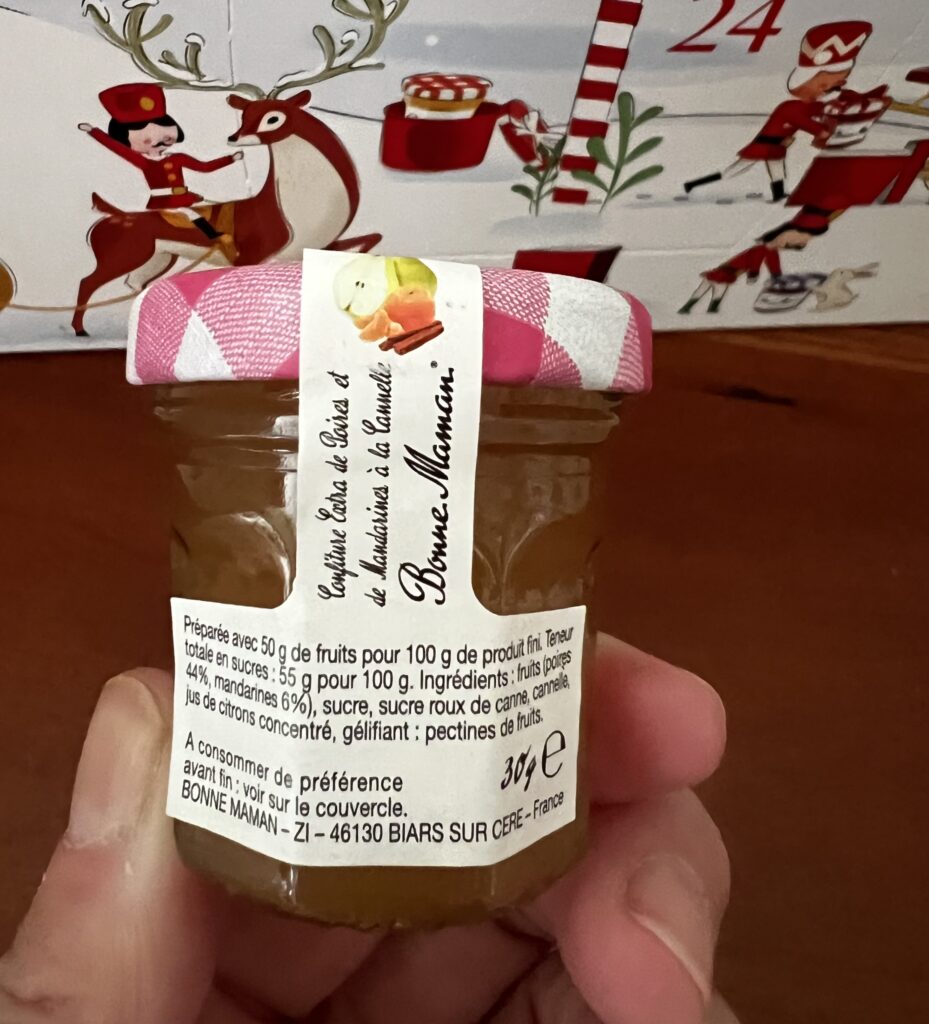 24
Confiture Extra de Poires et
de Mandarines à la Cannelle
Bonne Maman®
Préparée avec 50 g de fruits pour 100 g de produit fini. Teneur
totale en sucres : 55 g pour 100 g. Ingrédients : fruits (poires
44%, mandarines 6%), sucre, sucre roux de canne, cannelle,
jus de citrons concentré, gélifiant : pectines de fruits.
A consommer de préférence
avant fin : voir sur le couvercle.
30g e
BONNE MAMAN – ZI – 46130 BIARS SUR CERE – France